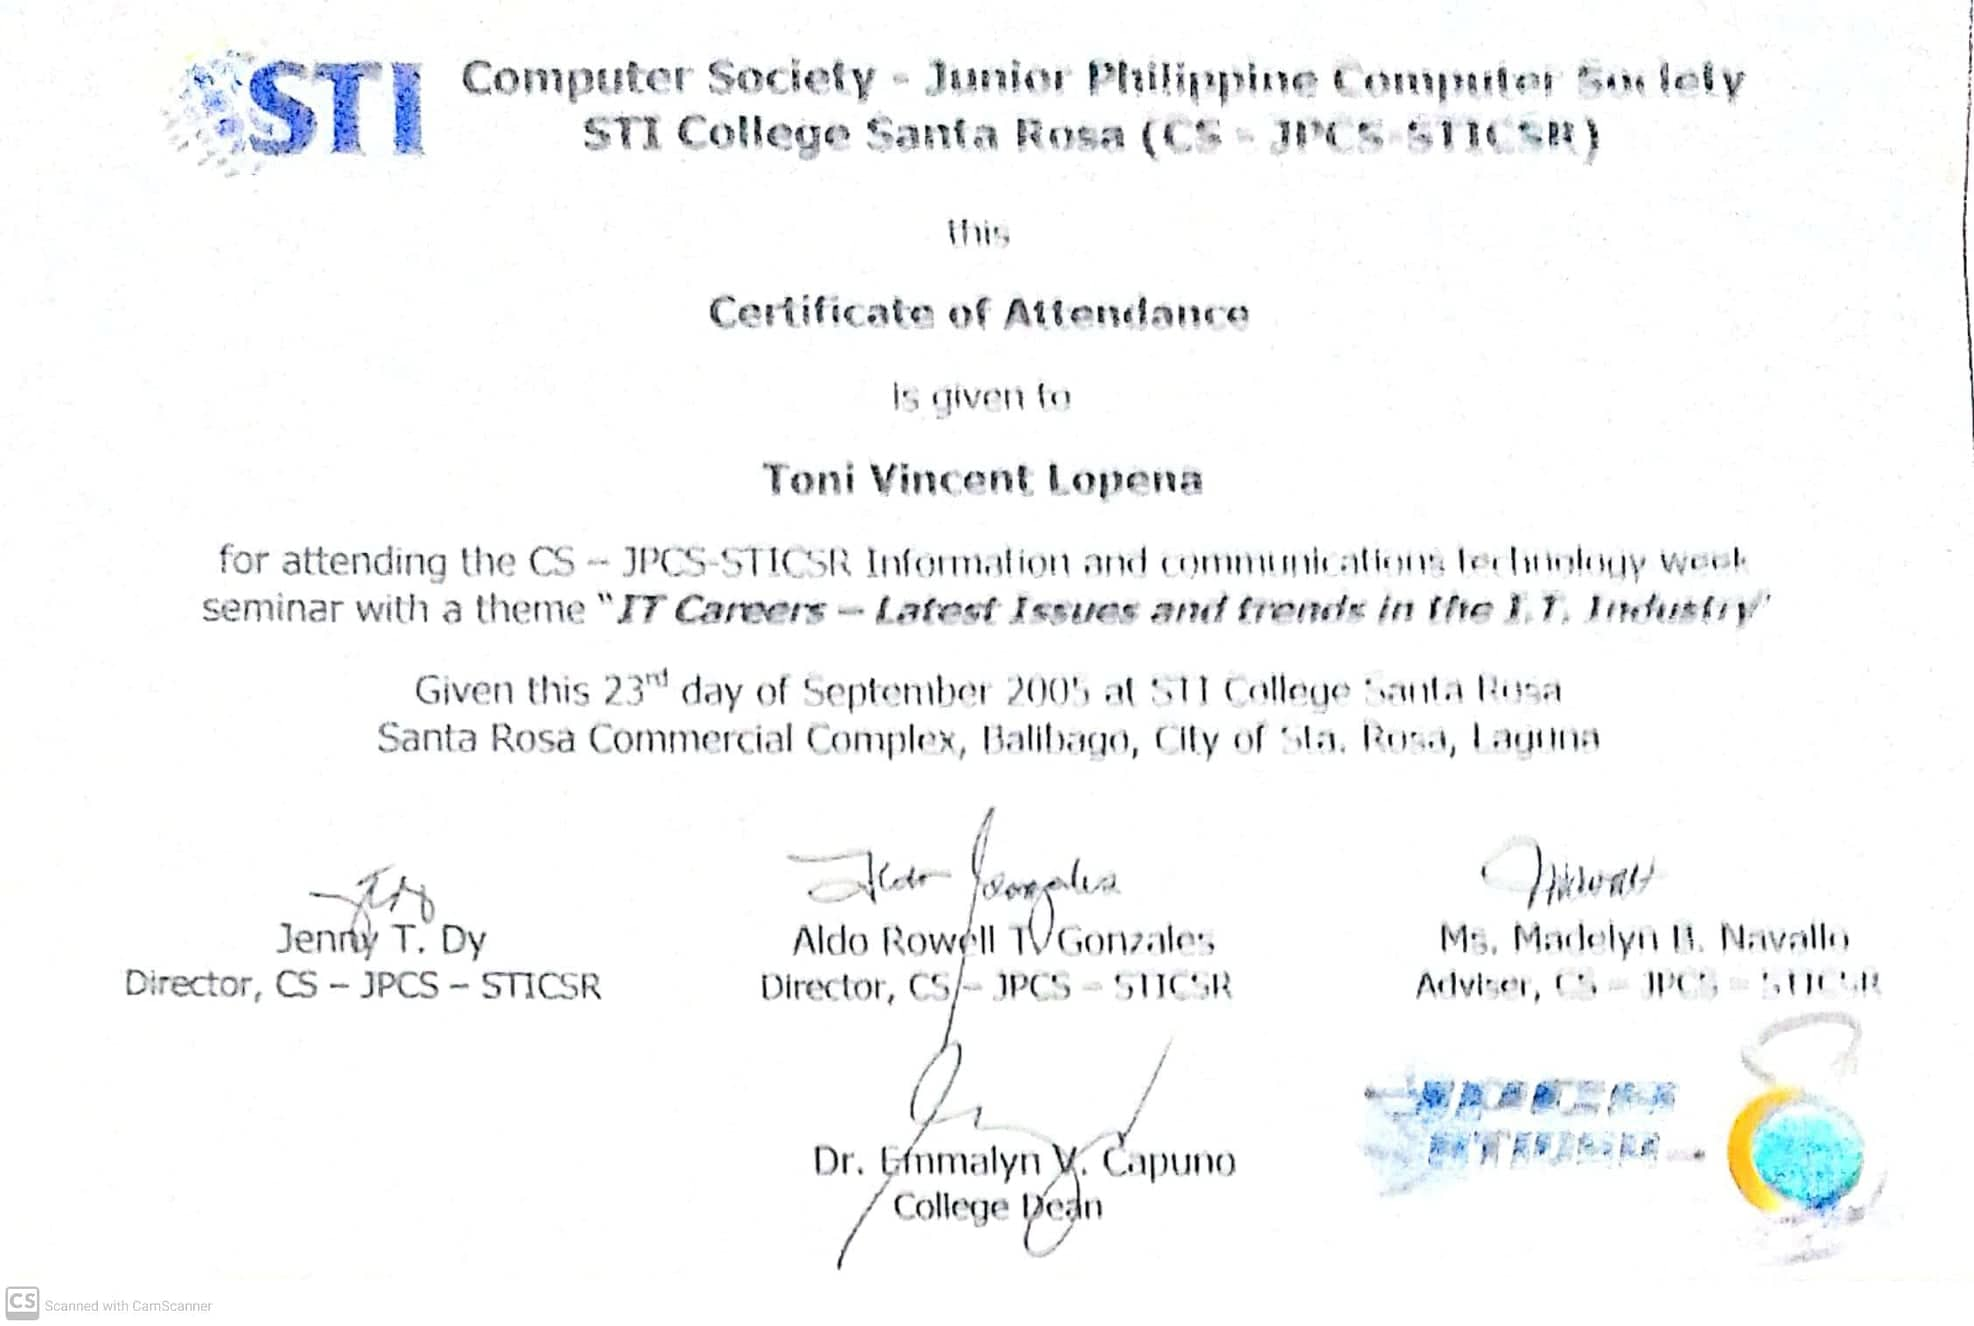 STI
Computer Society - Junior Philippine Computer Society
STI College Santa Rosa (CS - JPCS-STICSR)
this
Certificate of Attendance
is given to
Toni Vincent Lopena
for attending the CS – JPCS-STICSR Information and communications technology week
seminar with a theme "IT Careers – Latest Issues and trends in the I.T. Industry"
Given this 23rd day of September 2005 at STI College Santa Rosa
Santa Rosa Commercial Complex, Balibago, City of Sta. Rosa, Laguna
Aldo Gonzales
Jenny T. Dy
Director, CS – JPCS – STICSR
Aldo Rowell T. Gonzales
Director, CS – JPCS – STICSR
Ms. Madelyn B. Navallo
Adviser, CS – JPCS – STICSR
Dr. Emmalyn V. Capuno
College Dean
CS Scanned with CamScanner